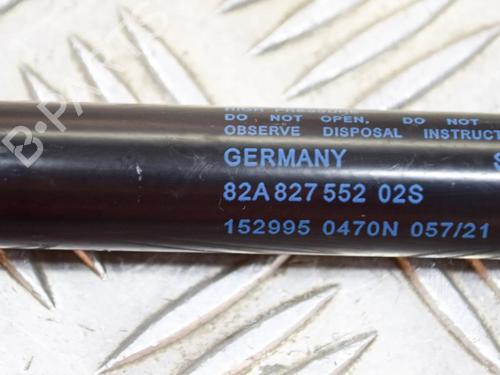 HIGH PRESSURE
DO NOT OPEN, DO NOT
OBSERVE DISPOSAL INSTRUCT
GERMANY S
82A 827 552 02S
152995 0470N 057/21
B-PARTS